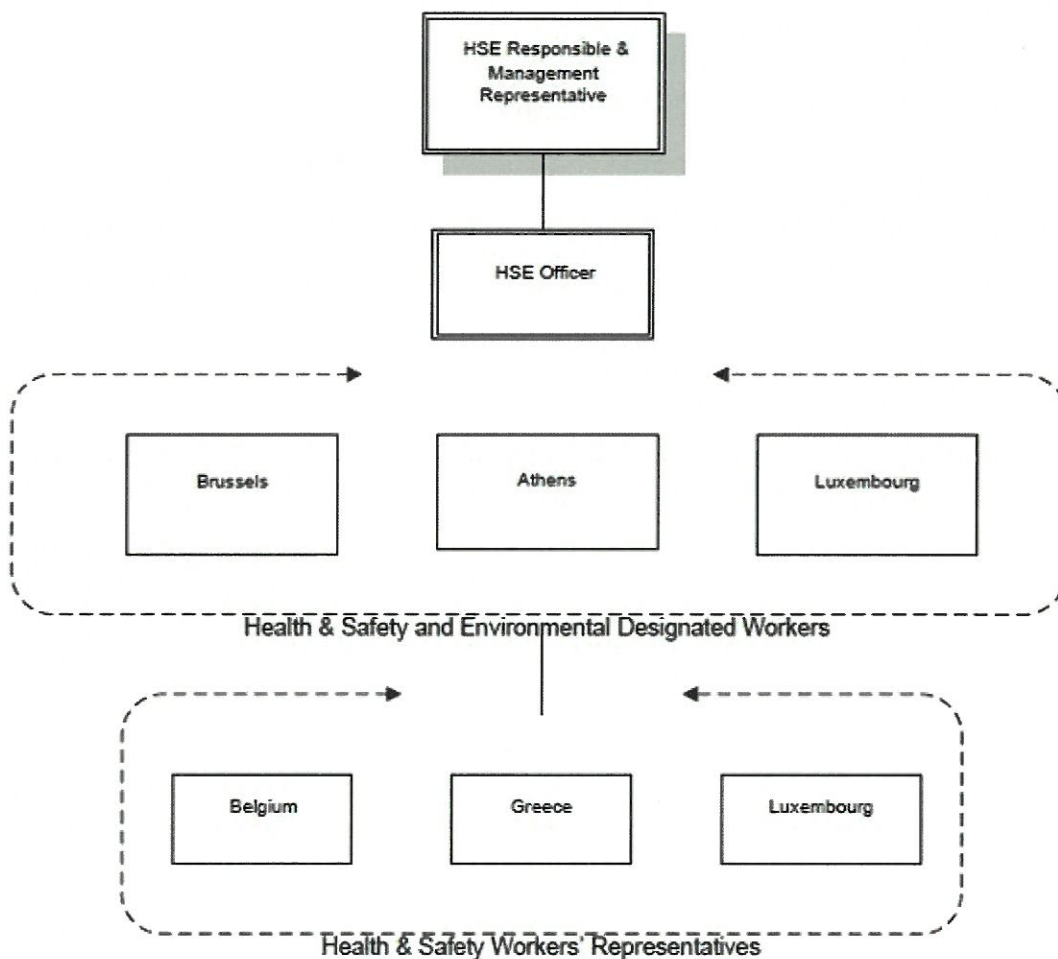 HSE Responsible &
Management
Representative
HSE Officer
Brussels
Athens
Luxembourg
Health & Safety and Environmental Designated Workers
Belgium
Greece
Luxembourg
Health & Safety Workers' Representatives